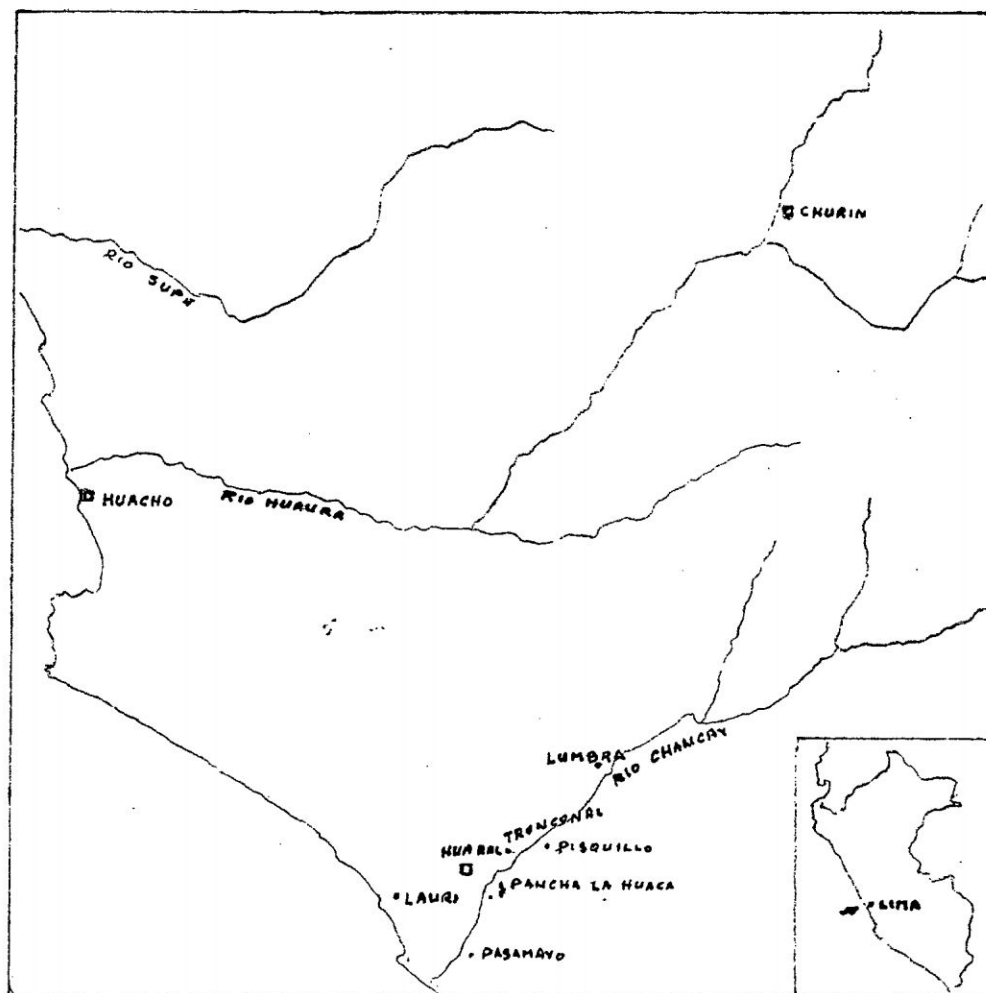 CHURIN
RIO SUPE
HUACHO
RIO HUAURA
LUMBRA
RIO CHANCAY
TRONCONAL
HUARAL
PISQUILLO
PANCHA LA HUACA
LAURI
PASAMAYO
LIMA